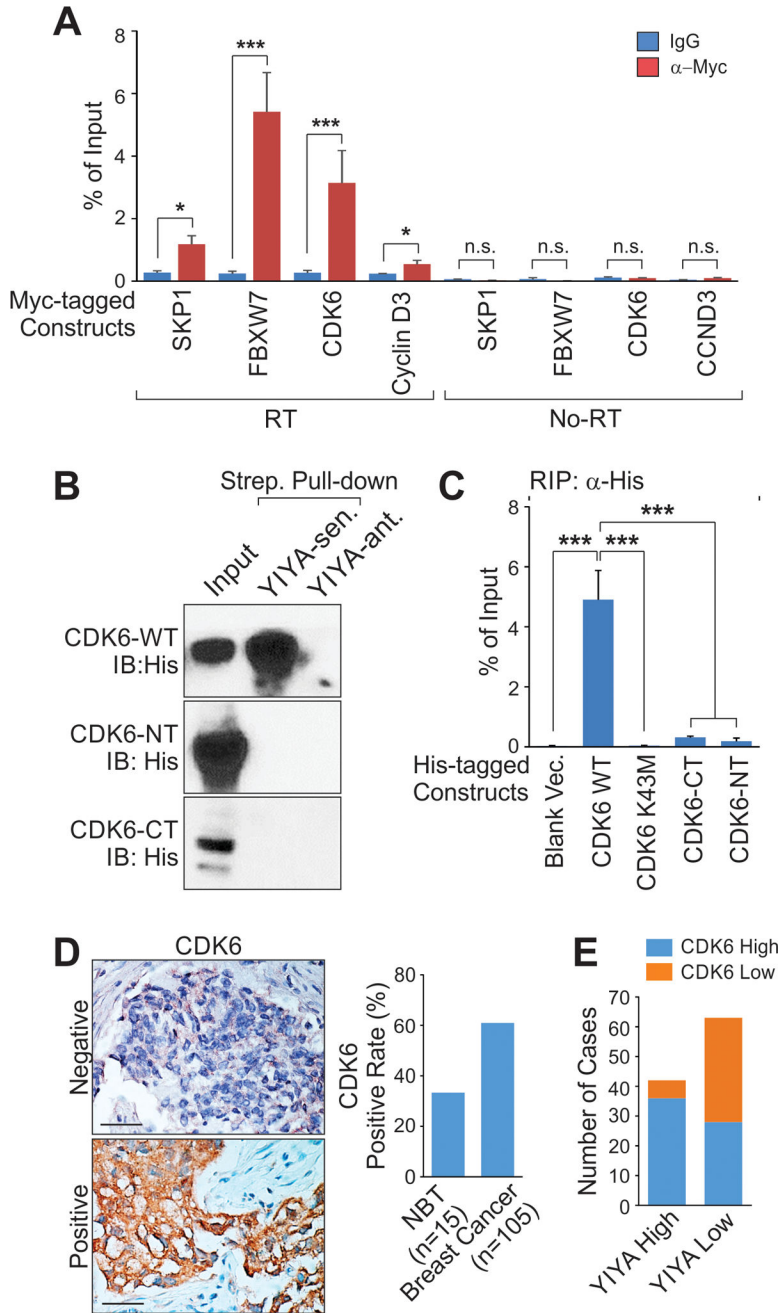 A
IgG
α–Myc
% of Input
8
6
4
2
0
*
***
***
*
n.s.
n.s.
n.s.
n.s.
Myc-tagged
Constructs
SKP1
FBXW7
CDK6
Cyclin D3
SKP1
FBXW7
CDK6
CCND3
RT
No-RT
B
Strep. Pull-down
Input
YIYA-sen.
YIYA-ant.
CDK6-WT
IB:His
CDK6-NT
IB: His
CDK6-CT
IB: His
C
RIP: α-His
% of Input
8
6
4
2
0
***
***
***
His-tagged
Constructs
Blank Vec.
CDK6 WT
CDK6 K43M
CDK6-CT
CDK6-NT
D
CDK6
Negative
Positive
CDK6
Positive Rate (%)
80
60
40
20
0
NBT
(n=15)
Breast Cancer
(n=105)
E
CDK6 High
CDK6 Low
Number of Cases
70
60
50
40
30
20
10
0
YIYA High
YIYA Low